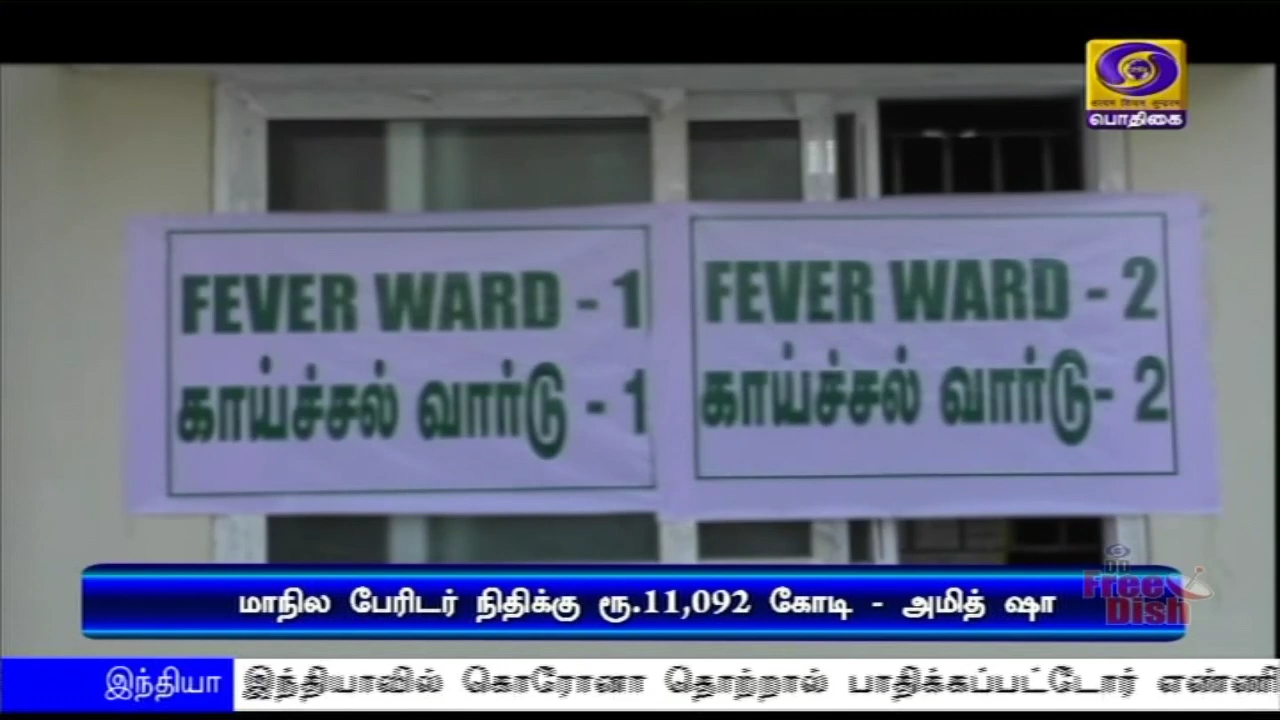 பொதிகை
FEVER WARD - 1
காய்ச்சல் வார்டு - 1
FEVER WARD - 2
காய்ச்சல் வார்டு- 2
மாநில பேரிடர் நிதிக்கு ரூ.11,092 கோடி - அமித் ஷா
DD
Free Dish
இந்தியா
இந்தியாவில் கொரோனா தொற்றால் பாதிக்கப்பட்டோர் எண்ணி